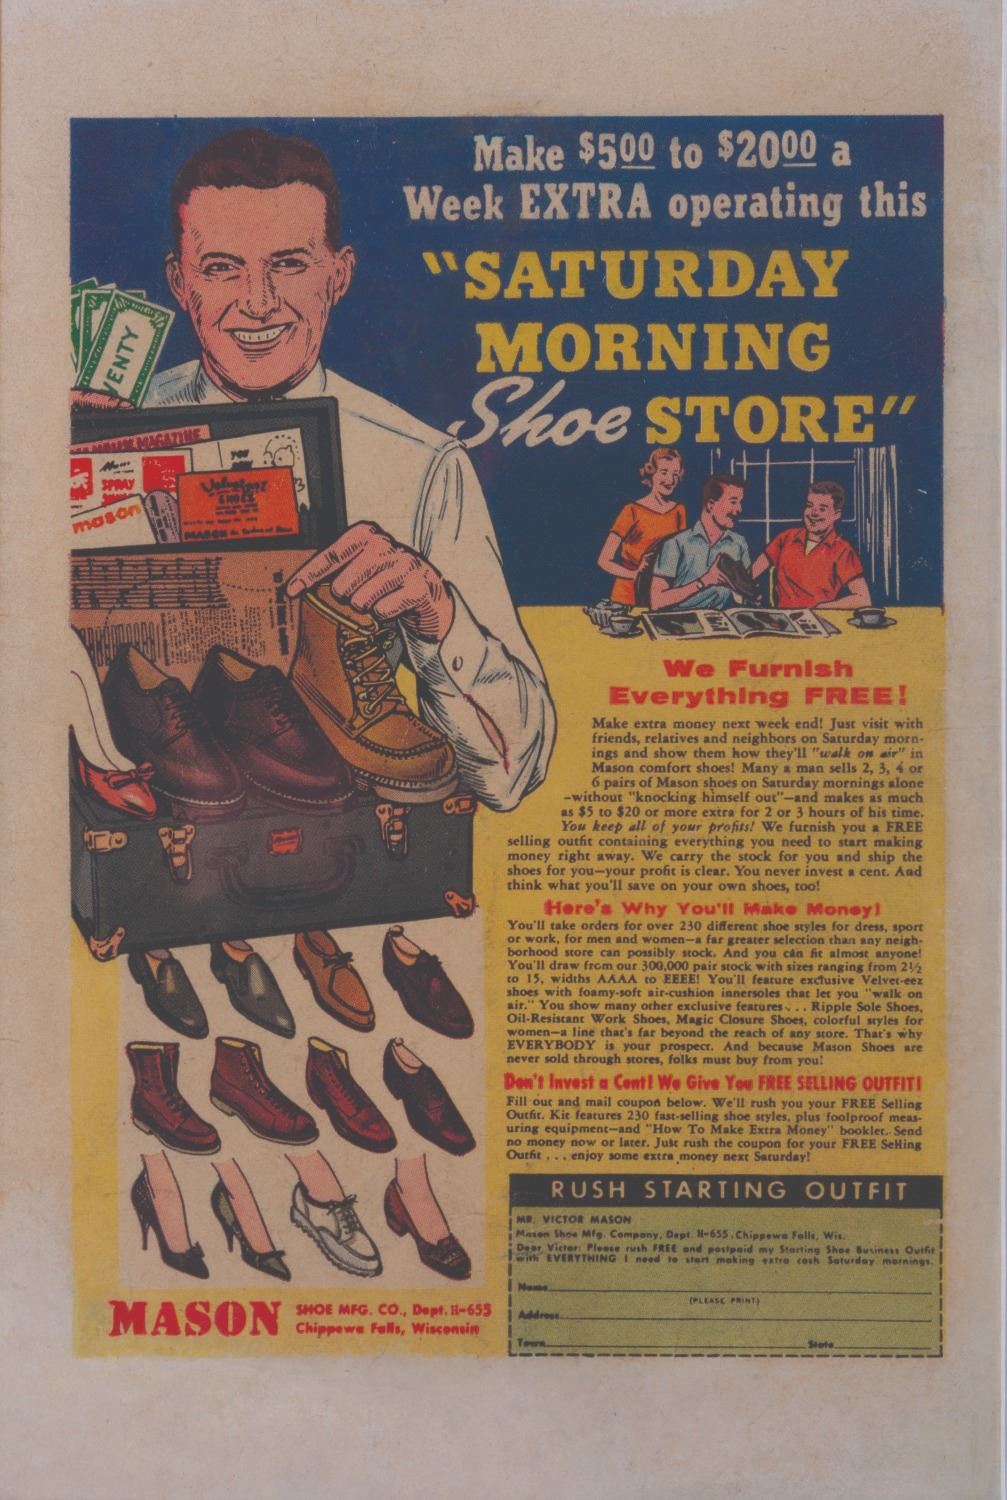 Make $5.00 to $20.00 a
Week EXTRA operating this
"SATURDAY
MORNING
Shoe STORE"
VENTY
MAGAZINE
SPRAY
mason
YOU
Velvet-eez
SHOES
MASON
We Furnish
Everything FREE!
Make extra money next week end! Just visit with
friends, relatives and neighbors on Saturday morn-
ings and show them how they'll "walk on air" in
Mason comfort shoes! Many a man sells 2, 3, 4 or
6 pairs of Mason shoes on Saturday mornings alone
—without "knocking himself out"—and makes as much
as $5 to $20 or more extra for 2 or 3 hours of his time.
You keep all of your profits! We furnish you a FREE
selling outfit containing everything you need to start making
money right away. We carry the stock for you and ship the
shoes for you—your profit is clear. You never invest a cent. And
think what you'll save on your own shoes, too!
Here's Why You'll Make Money!
You'll take orders for over 230 different shoe styles for dress, sport
or work, for men and women—a far greater selection than any neigh-
borhood store can possibly stock. And you can fit almost anyone!
You'll draw from our 300,000 pair stock with sizes ranging from 2½
to 15, widths AAAA to EEEE! You'll feature exclusive Velvet-eez
shoes with foamy-soft air-cushion innersoles that let you "walk on
air." You show many other exclusive features . . . Ripple Sole Shoes,
Oil-Resistant Work Shoes, Magic Closure Shoes, colorful styles for
women—a line that's far beyond the reach of any store. That's why
EVERYBODY is your prospect. And because Mason Shoes are
never sold through stores, folks must buy from you!
Don't Invest a Cent! We Give You FREE SELLING OUTFIT!
Fill out and mail coupon below. We'll rush you your FREE Selling
Outfit. Kit features 230 fast-selling shoe styles, plus foolproof meas-
uring equipment—and "How To Make Extra Money" booklet. Send
no money now or later. Just rush the coupon for your FREE Selling
Outfit . . . enjoy some extra money next Saturday!
MASON SHOE MFG. CO., Dept. H-655
Chippewa Falls, Wisconsin
RUSH STARTING OUTFIT
MR. VICTOR MASON
Mason Shoe Mfg. Company, Dept. H-655, Chippewa Falls, Wis.
Dear Victor: Please rush FREE and postpaid my Starting Shoe Business Outfit
with EVERYTHING I need to start making extra cash Saturday mornings.
Name
(PLEASE PRINT)
Address
Town State